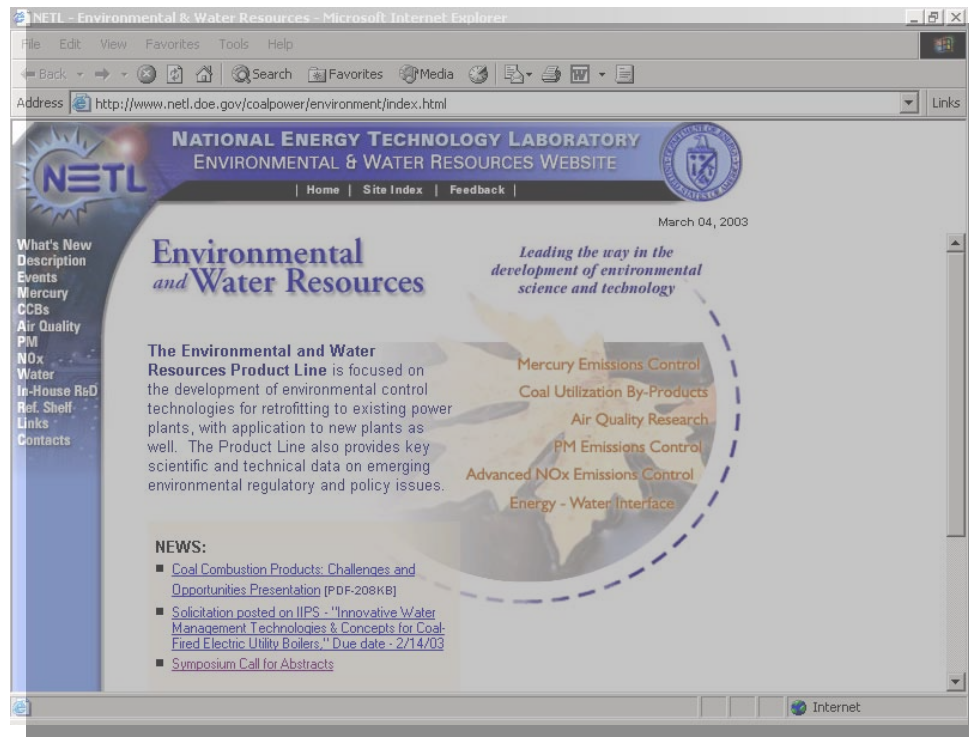 NETL - Environmental & Water Resources - Microsoft Internet Explorer
File Edit View Favorites Tools Help
Back Search Favorites Media
Address http://www.netl.doe.gov/coalpower/environment/index.html Links
NETL
NATIONAL ENERGY TECHNOLOGY LABORATORY
ENVIRONMENTAL & WATER RESOURCES WEBSITE
| Home | Site Index | Feedback |
March 04, 2003
What's New
Description
Events
Mercury
CCBs
Air Quality
PM
NOx
Water
In-House R&D
Ref. Shelf
Links
Contacts
Environmental
and Water Resources
Leading the way in the
development of environmental
science and technology
The Environmental and Water
Resources Product Line is focused on
the development of environmental control
technologies for retrofitting to existing power
plants, with application to new plants as
well. The Product Line also provides key
scientific and technical data on emerging
environmental regulatory and policy issues.
Mercury Emissions Control
Coal Utilization By-Products
Air Quality Research
PM Emissions Control
Advanced NOx Emissions Control
Energy - Water Interface
NEWS:
Coal Combustion Products: Challenges and
Opportunities Presentation [PDF-208KB]
Solicitation posted on IIPS - "Innovative Water
Management Technologies & Concepts for Coal-
Fired Electric Utility Boilers," Due date - 2/14/03
Symposium Call for Abstracts
Internet